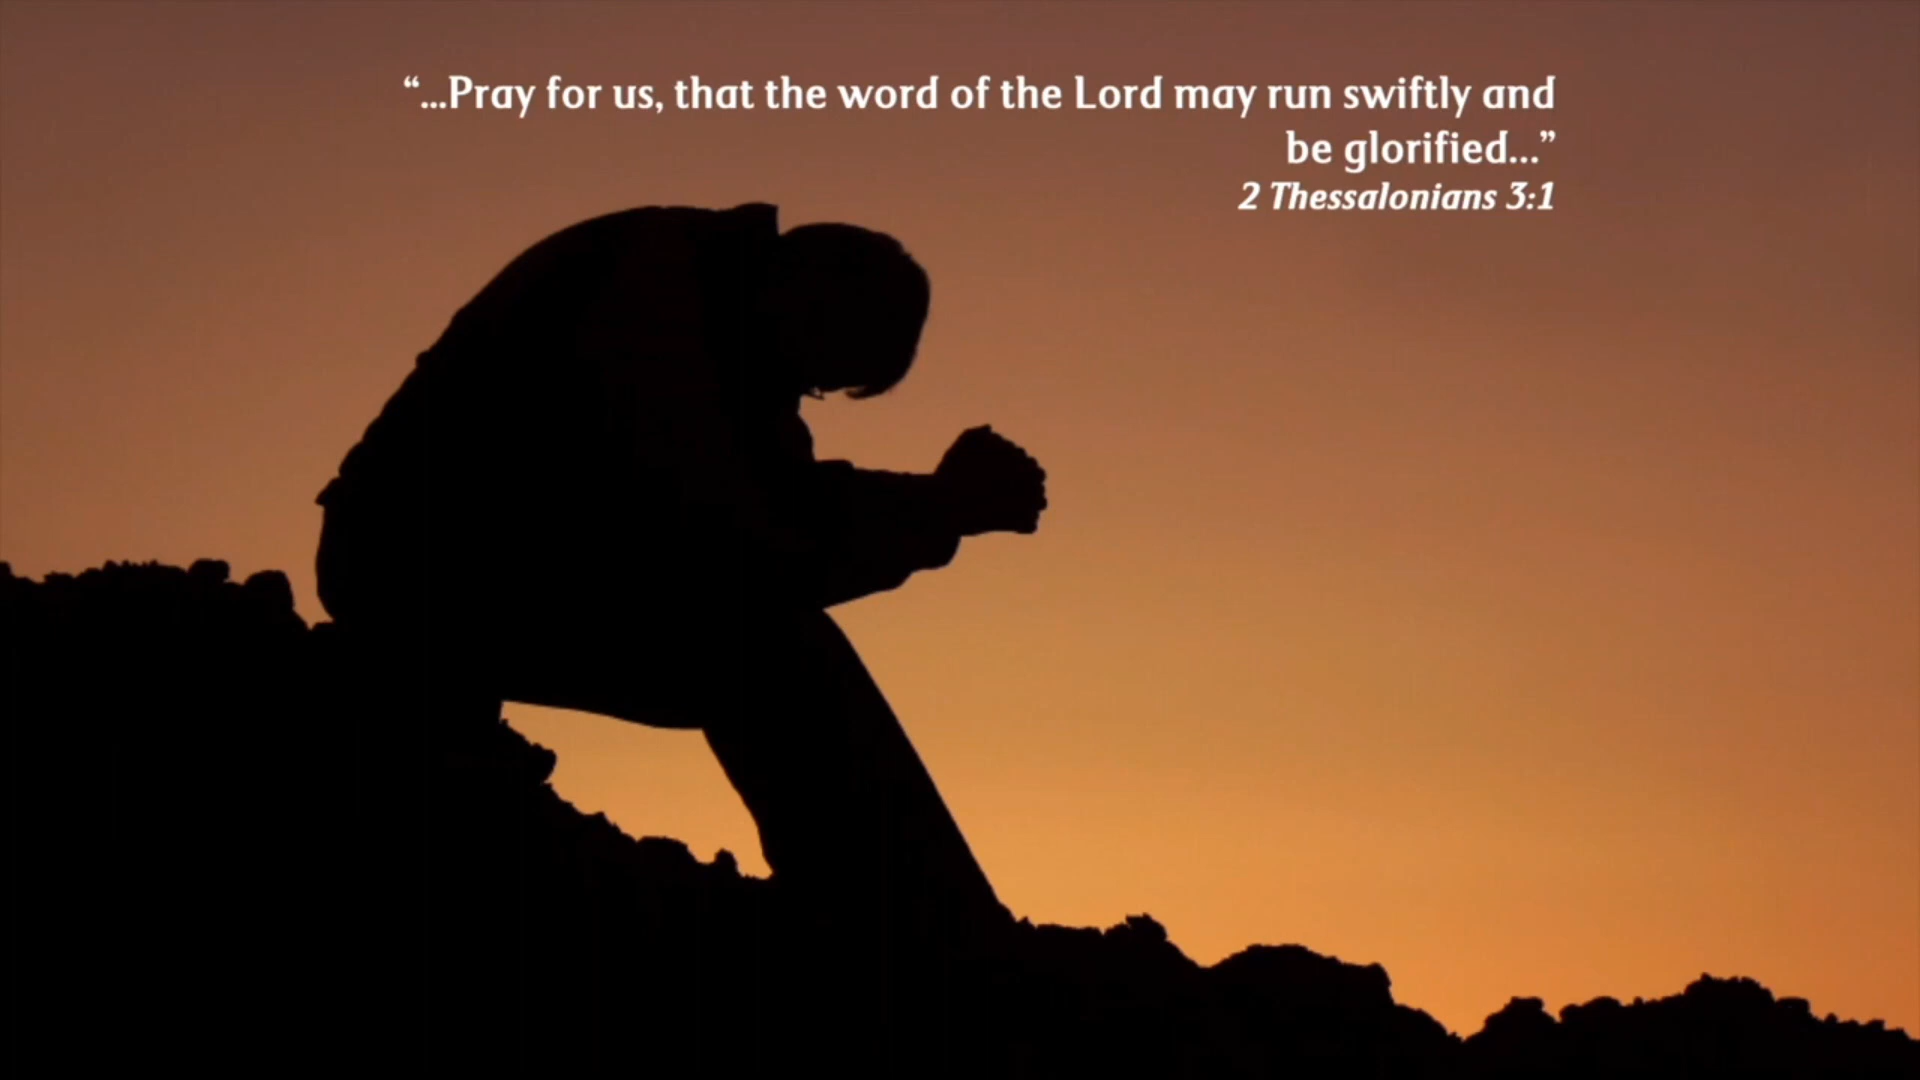 “...Pray for us, that the word of the Lord may run swiftly and
be glorified...”
2 Thessalonians 3:1